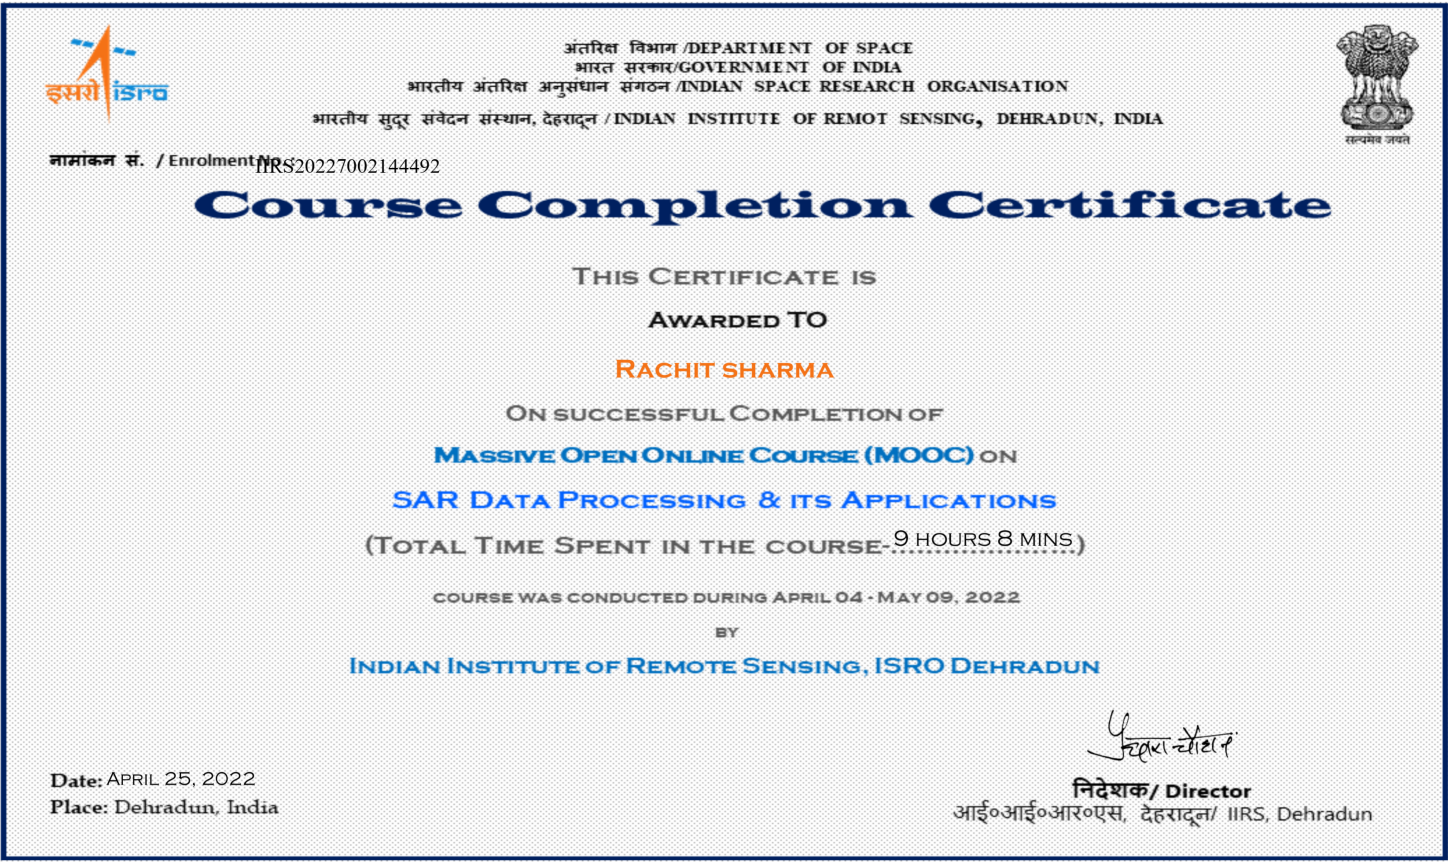 इसरो isro
अंतरिक्ष विभाग /DEPARTMENT OF SPACE
भारत सरकार/GOVERNMENT OF INDIA
भारतीय अंतरिक्ष अनुसंधान संगठन /INDIAN SPACE RESEARCH ORGANISATION
भारतीय सुदूर संवेदन संस्थान, देहरादून / INDIAN INSTITUTE OF REMOT SENSING, DEHRADUN, INDIA
सत्यमेव जयते
नामांकन सं. / Enrolment No. : IIRS20227002144492
Course Completion Certificate
THIS CERTIFICATE IS
AWARDED TO
RACHIT SHARMA
ON SUCCESSFUL COMPLETION OF
MASSIVE OPEN ONLINE COURSE (MOOC) ON
SAR DATA PROCESSING & ITS APPLICATIONS
(TOTAL TIME SPENT IN THE COURSE-9 HOURS 8 MINS)
COURSE WAS CONDUCTED DURING APRIL 04 - MAY 09, 2022
BY
INDIAN INSTITUTE OF REMOTE SENSING, ISRO DEHRADUN
Date: APRIL 25, 2022
Place: Dehradun, India
निदेशक/ Director
आई०आई०आर०एस, देहरादून/ IIRS, Dehradun